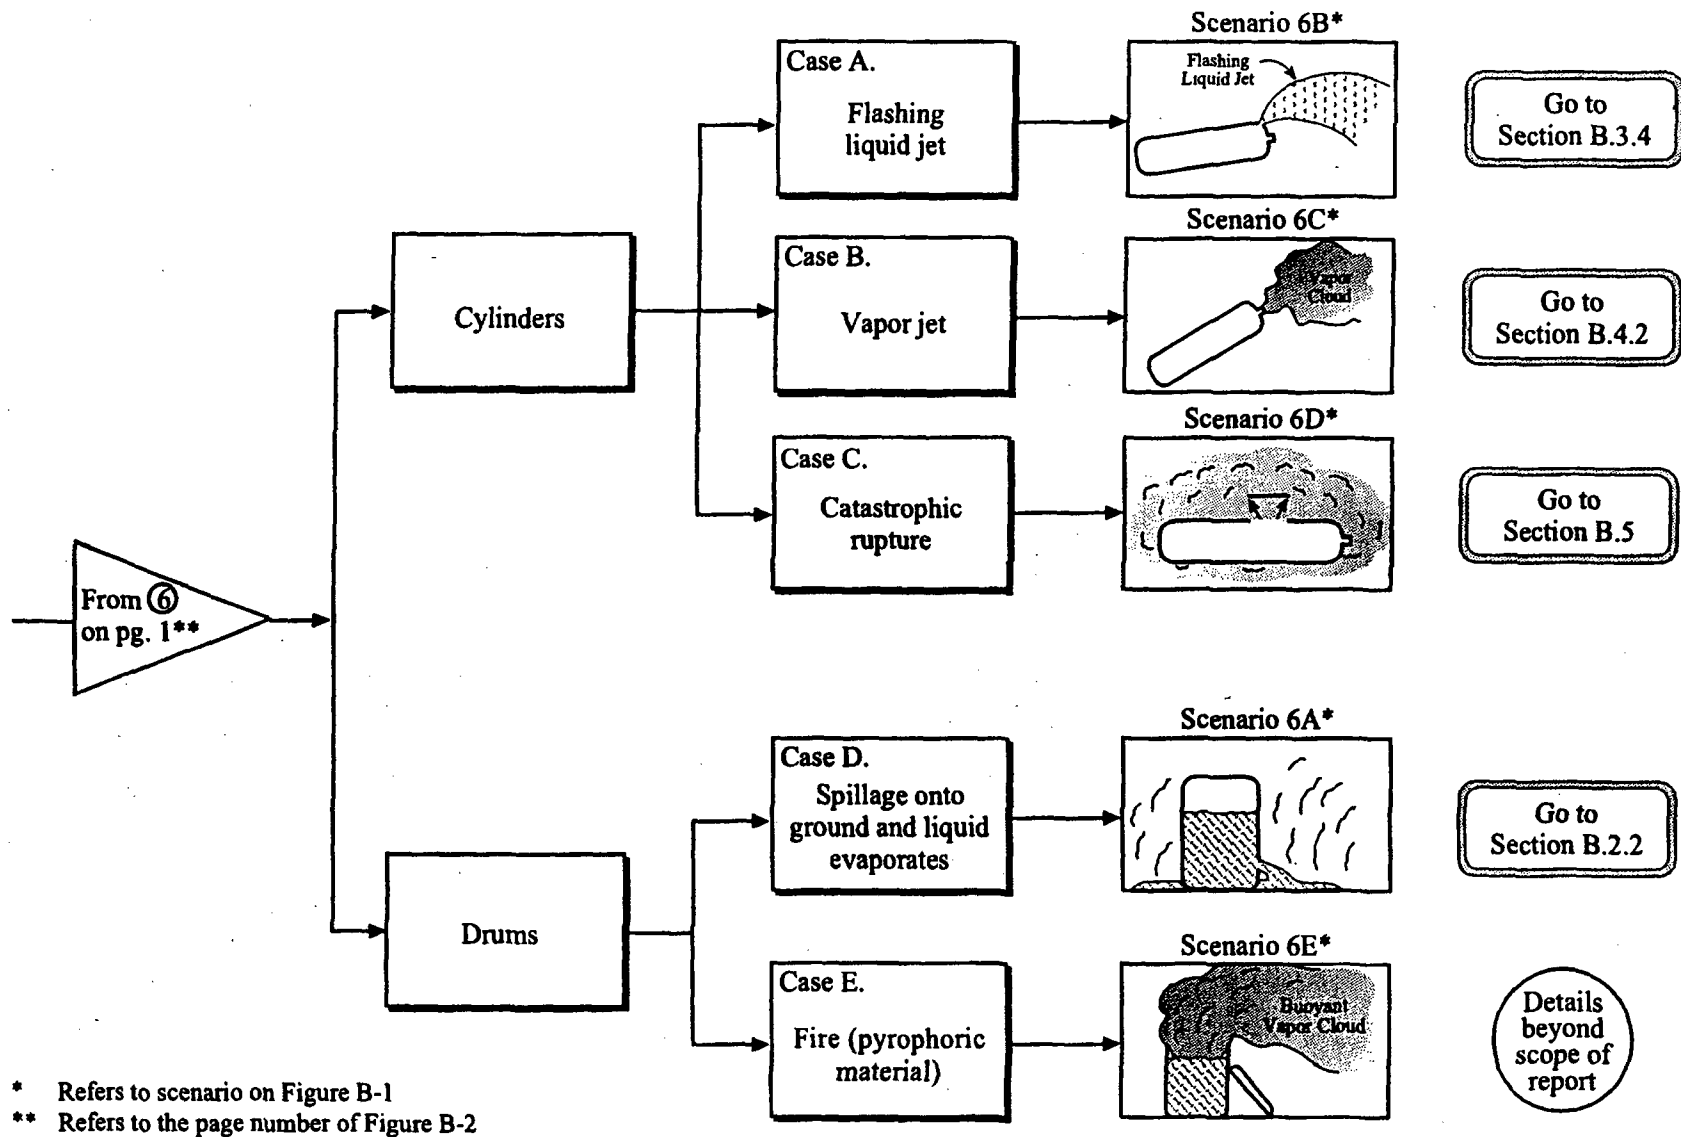 Scenario 6B*
Case A.
Flashing
liquid jet
Flashing
Liquid Jet
Go to
Section B.3.4
Scenario 6C*
Case B.
Vapor jet
Vapor
Cloud
Go to
Section B.4.2
Cylinders
Scenario 6D*
Case C.
Catastrophic
rupture
Go to
Section B.5
From ⑥
on pg. 1**
Scenario 6A*
Case D.
Spillage onto
ground and liquid
evaporates
Go to
Section B.2.2
Drums
Scenario 6E*
Case E.
Fire (pyrophoric
material)
Buoyant
Vapor Cloud
Details
beyond
scope of
report
* Refers to scenario on Figure B-1
** Refers to the page number of Figure B-2